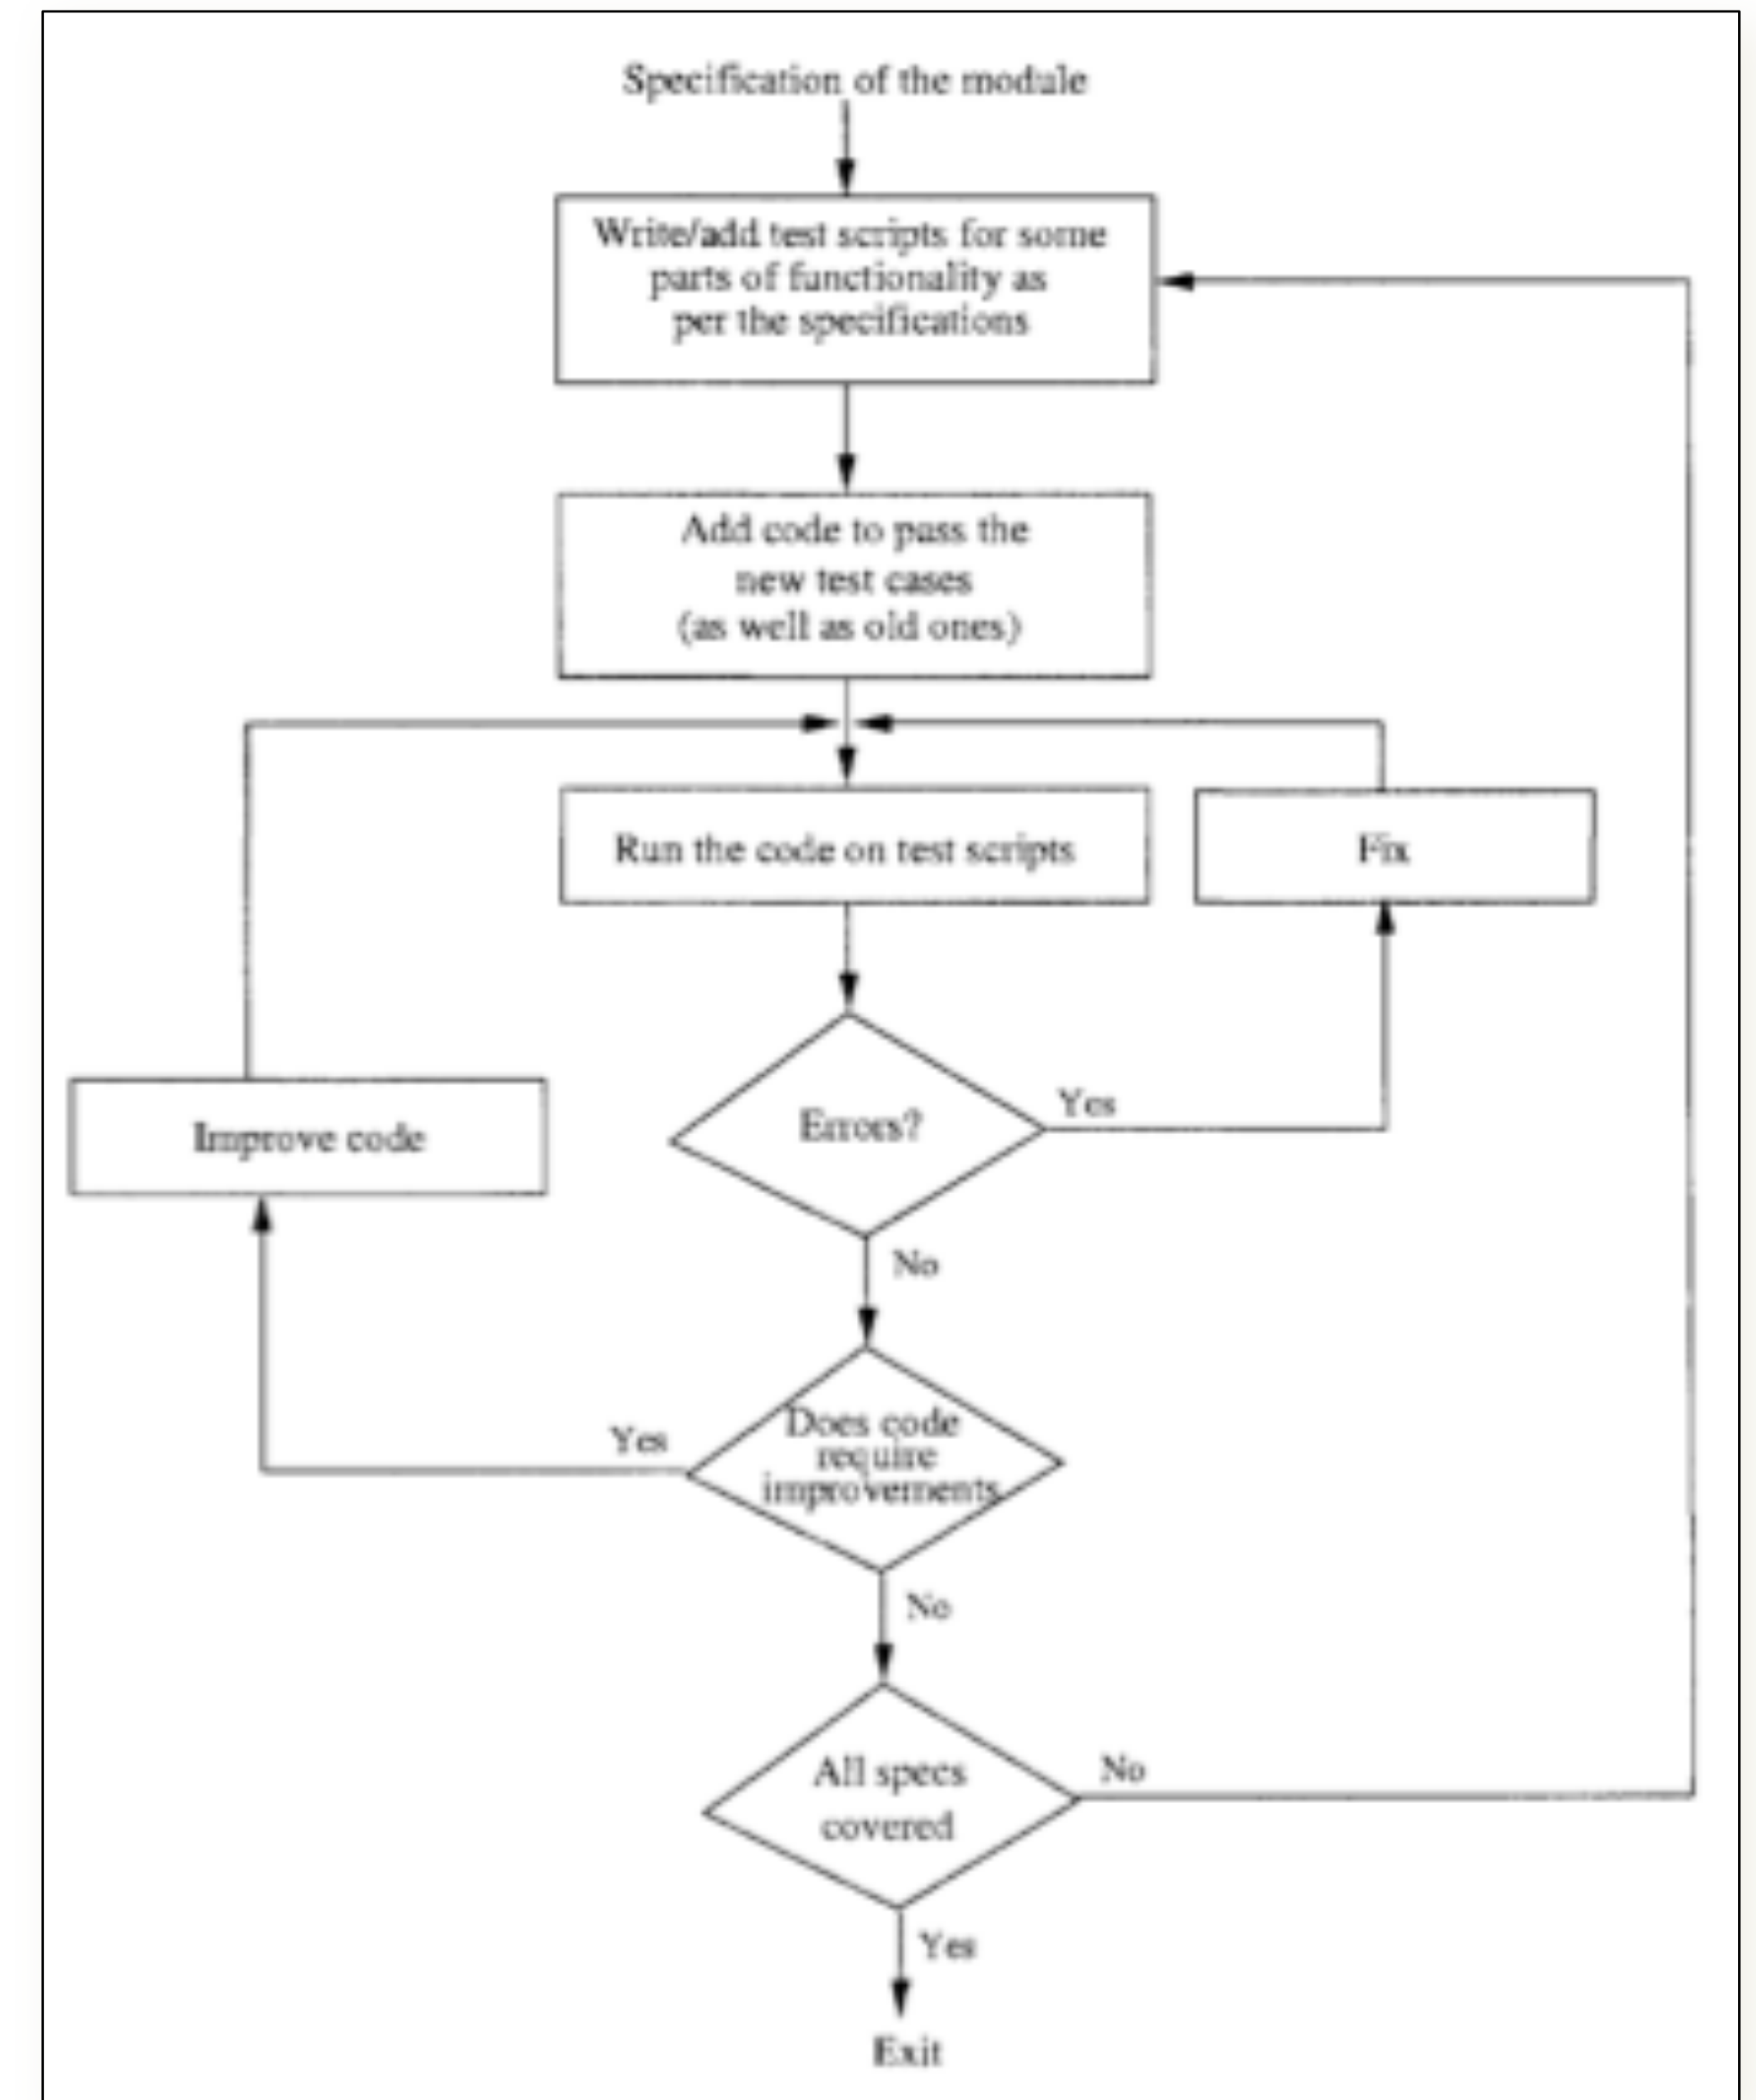 Specification of the module
Write/add test scripts for some
parts of functionality as
per the specifications
Add code to pass the
new test cases
(as well as old ones)
Run the code on test scripts
Fix
Errors?
Yes
Improve code
No
Does code
require
improvements
Yes
No
All specs
covered
No
Yes
Exit